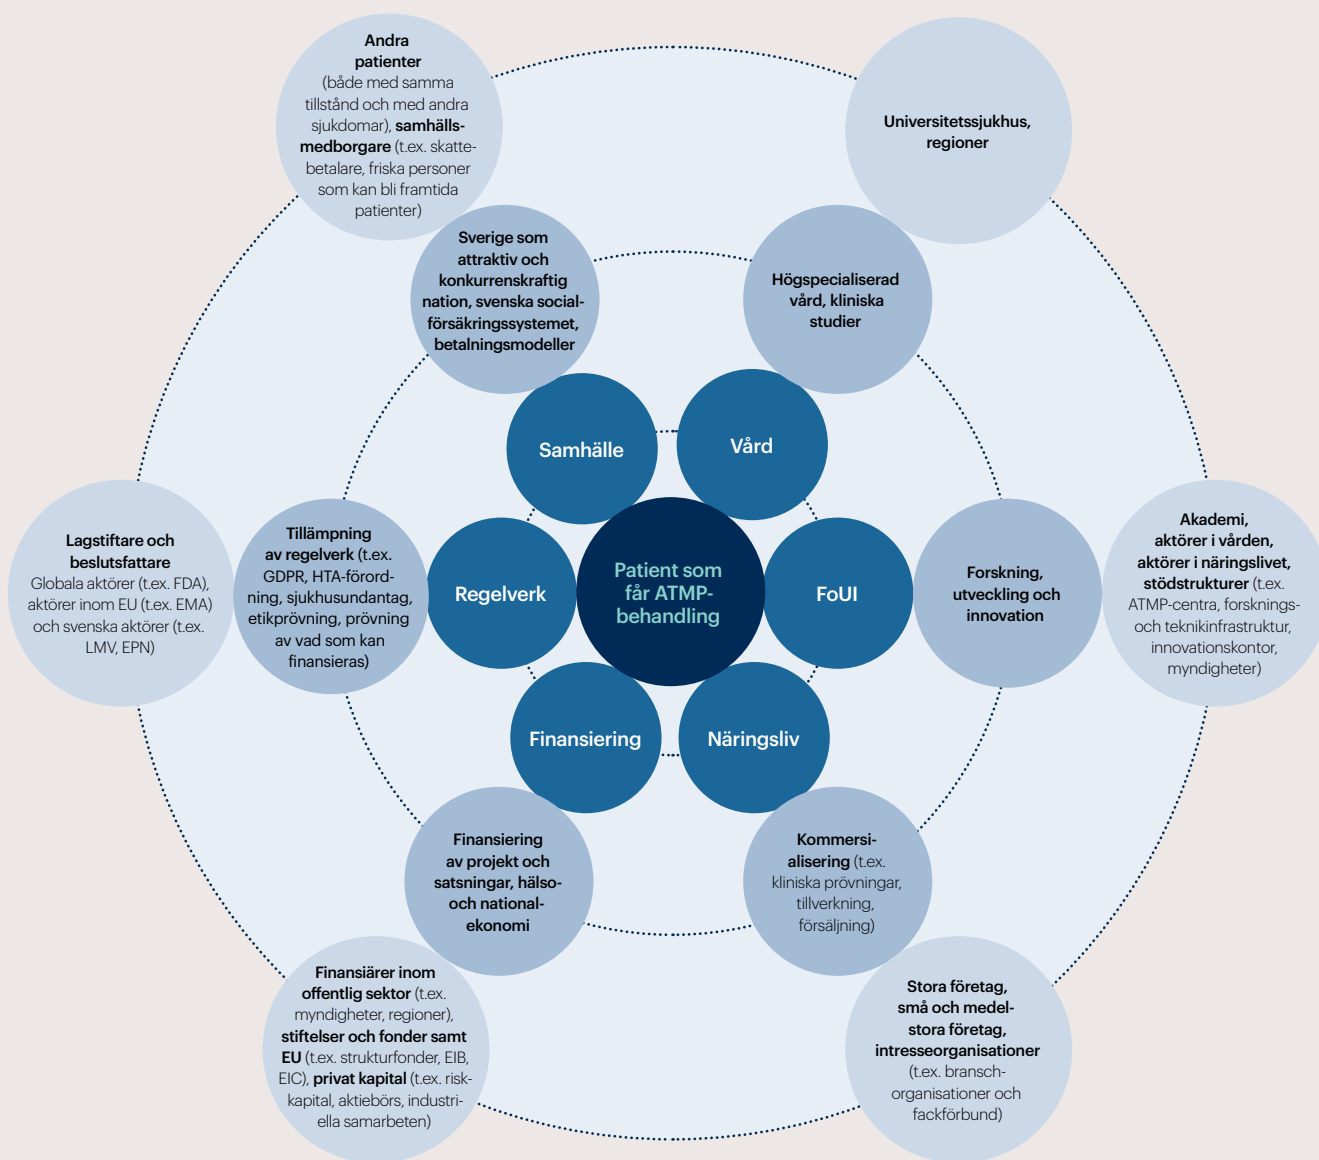 Andra
patienter
(både med samma
tillstånd och med andra
sjukdomar), samhälls-
medborgare (t.ex. skatte-
betalare, friska personer
som kan bli framtida
patienter)
Universitetssjukhus,
regioner
Sverige som
attraktiv och
konkurrenskraftig
nation, svenska social-
försäkringssystemet,
betalningsmodeller
Högspecialiserad
vård, kliniska
studier
Samhälle
Vård
Lagstiftare och
beslutsfattare
Globala aktörer (t.ex. FDA),
aktörer inom EU (t.ex. EMA)
och svenska aktörer (t.ex.
LMV, EPN)
Tillämpning
av regelverk (t.ex.
GDPR, HTA-förord-
ning, sjukhusundantag,
etikprövning, prövning
av vad som kan
finansieras)
Regelverk
Patient som
får ATMP-
behandling
FoUI
Forskning,
utveckling och
innovation
Akademi,
aktörer i vården,
aktörer i näringslivet,
stödstrukturer (t.ex.
ATMP-centra, forsknings-
och teknikinfrastruktur,
innovationskontor,
myndigheter)
Finansiering
Näringsliv
Finansiering
av projekt och
satsningar, hälso-
och national-
ekonomi
Kommersi-
alisering (t.ex.
kliniska prövningar,
tillverkning,
försäljning)
Finansiärer inom
offentlig sektor (t.ex.
myndigheter, regioner),
stiftelser och fonder samt
EU (t.ex. strukturfonder, EIB,
EIC), privat kapital (t.ex. risk-
kapital, aktiebörs, industri-
ella samarbeten)
Stora företag,
små och medel-
stora företag,
intresseorganisationer
(t.ex. bransch-
organisationer och
fackförbund)